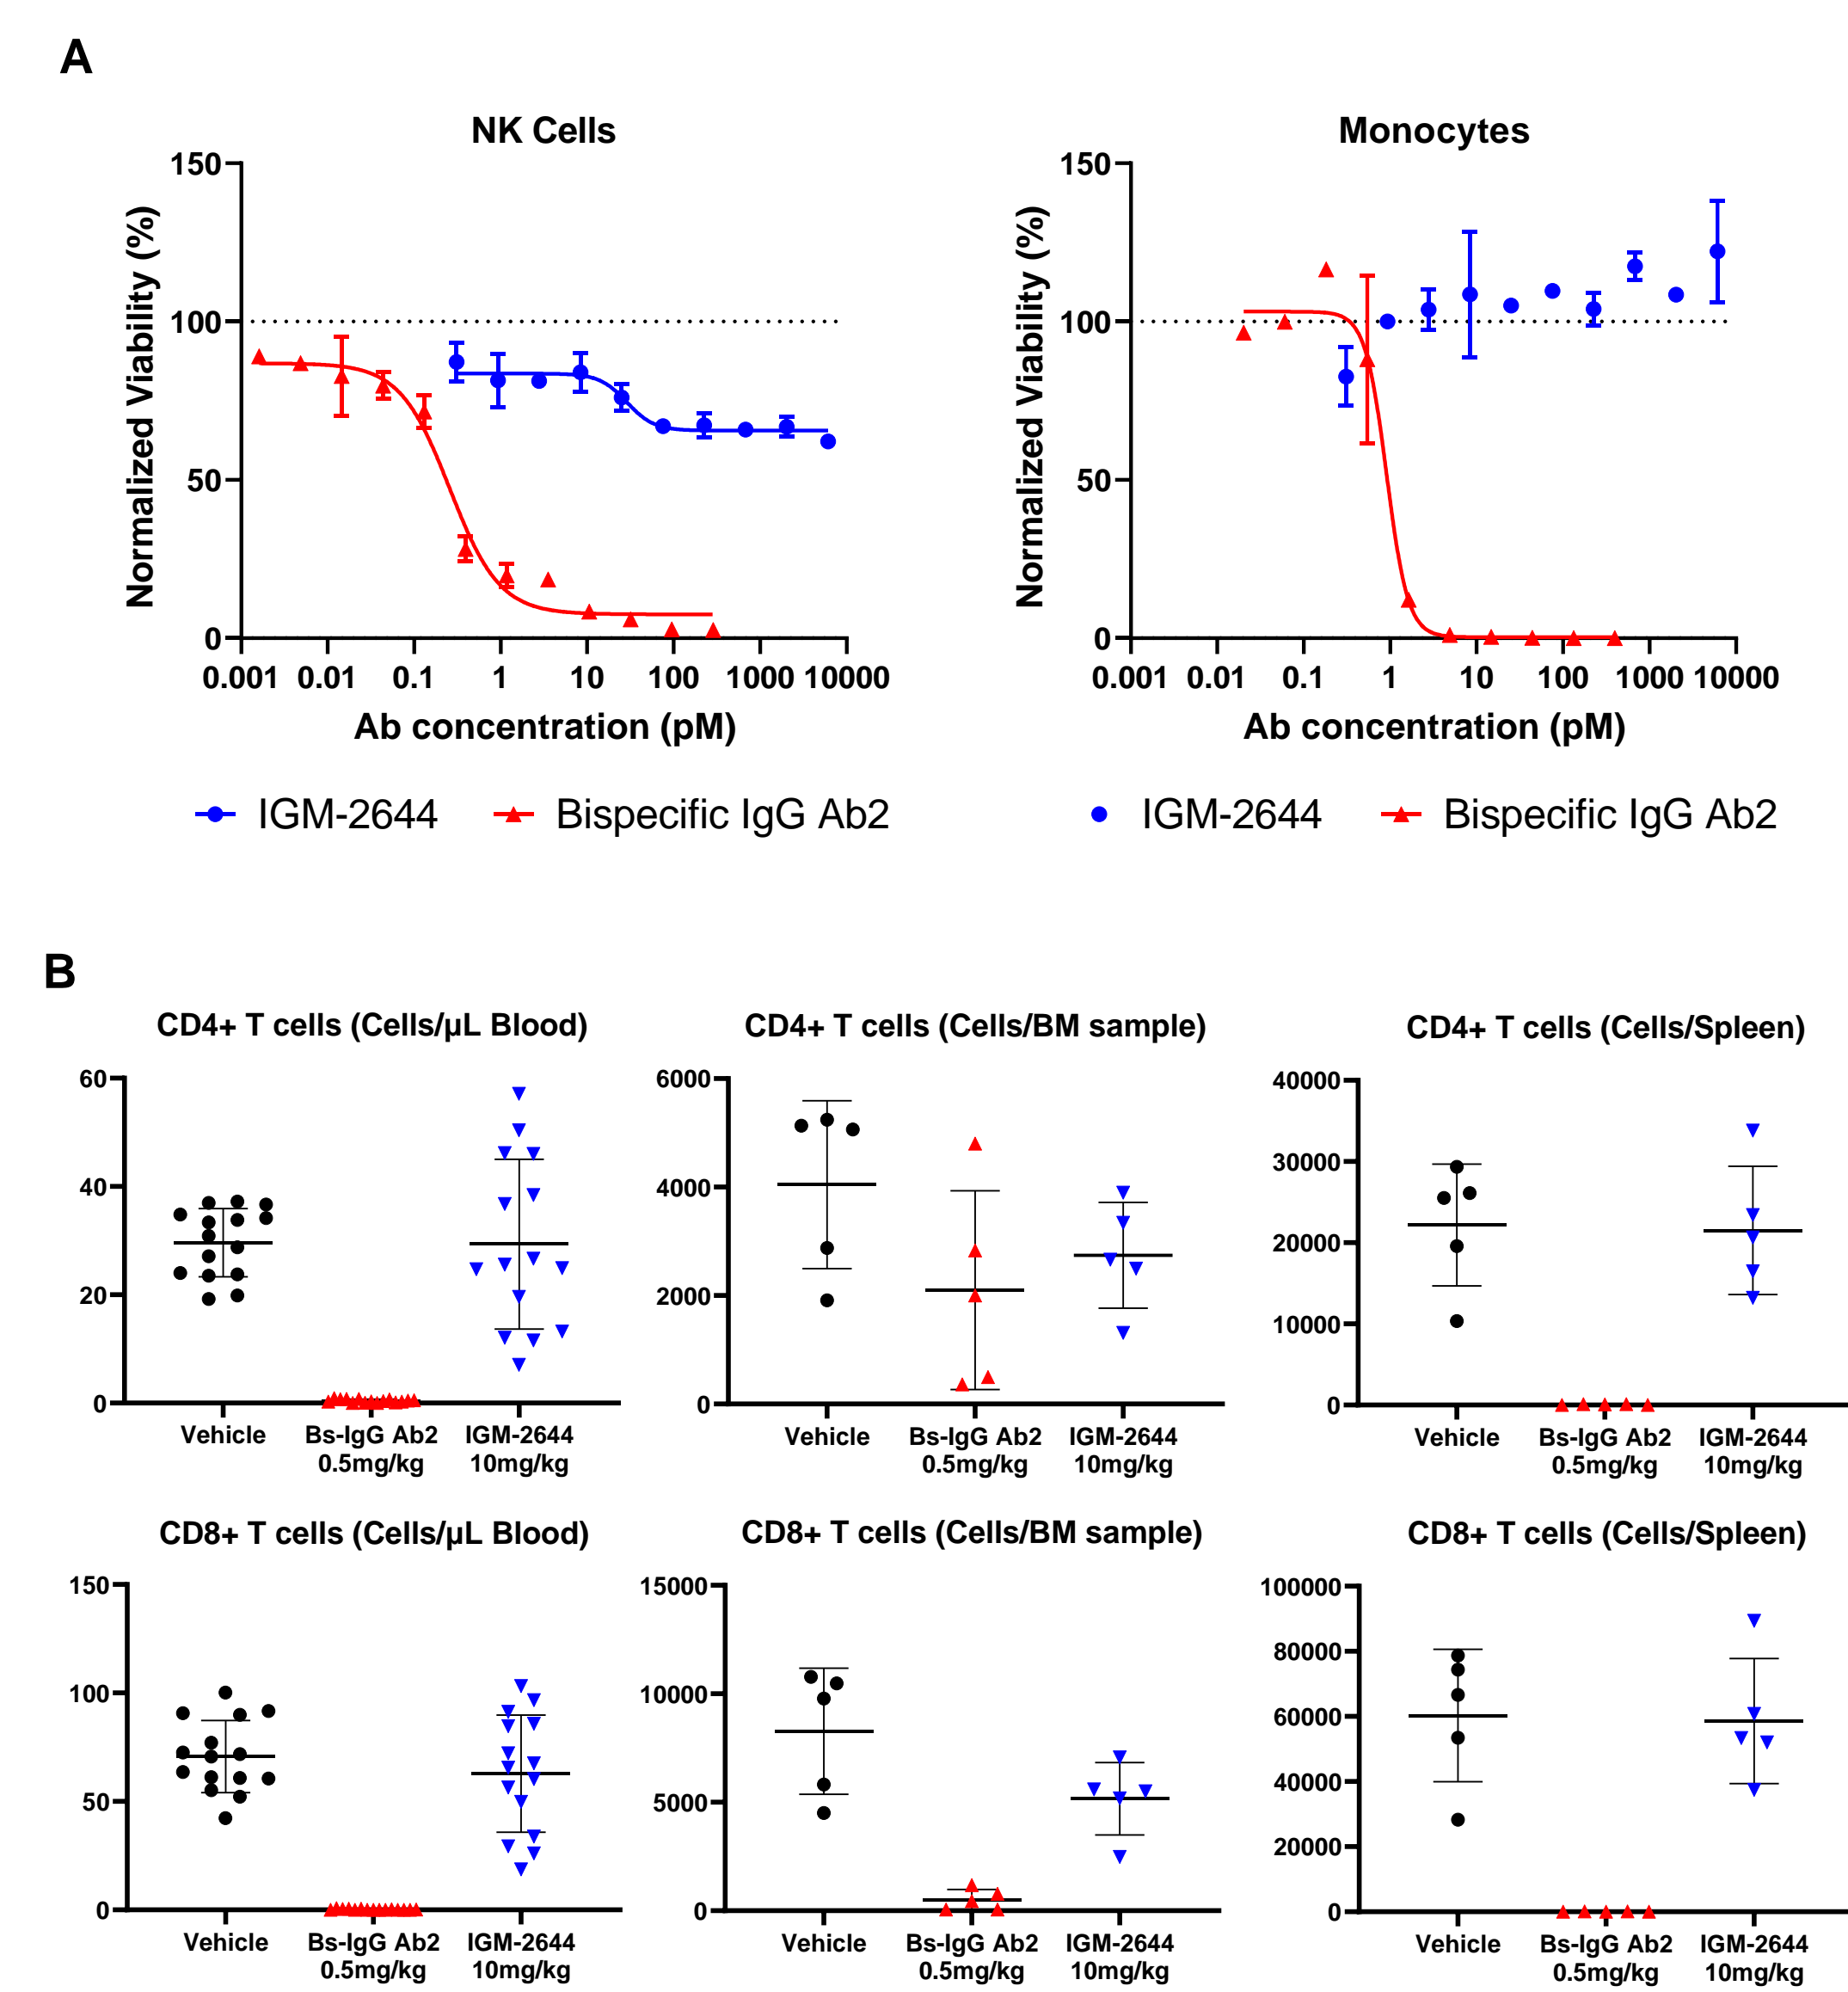 A
NK Cells
Monocytes
Normalized Viability (%)
150
100
50
0
0.001 0.01 0.1 1 10 100 1000 10000
Ab concentration (pM)
IGM-2644 Bispecific IgG Ab2
Normalized Viability (%)
150
100
50
0
0.001 0.01 0.1 1 10 100 1000 10000
Ab concentration (pM)
IGM-2644 Bispecific IgG Ab2
B
CD4+ T cells (Cells/µL Blood)
60
40
20
0
Vehicle Bs-IgG Ab2 IGM-2644
0.5mg/kg 10mg/kg
CD4+ T cells (Cells/BM sample)
6000
4000
2000
0
Vehicle Bs-IgG Ab2 IGM-2644
0.5mg/kg 10mg/kg
CD4+ T cells (Cells/Spleen)
40000
30000
20000
10000
0
Vehicle Bs-IgG Ab2 IGM-2644
0.5mg/kg 10mg/kg
CD8+ T cells (Cells/µL Blood)
150
100
50
0
Vehicle Bs-IgG Ab2 IGM-2644
0.5mg/kg 10mg/kg
CD8+ T cells (Cells/BM sample)
15000
10000
5000
0
Vehicle Bs-IgG Ab2 IGM-2644
0.5mg/kg 10mg/kg
CD8+ T cells (Cells/Spleen)
100000
80000
60000
40000
20000
0
Vehicle Bs-IgG Ab2 IGM-2644
0.5mg/kg 10mg/kg